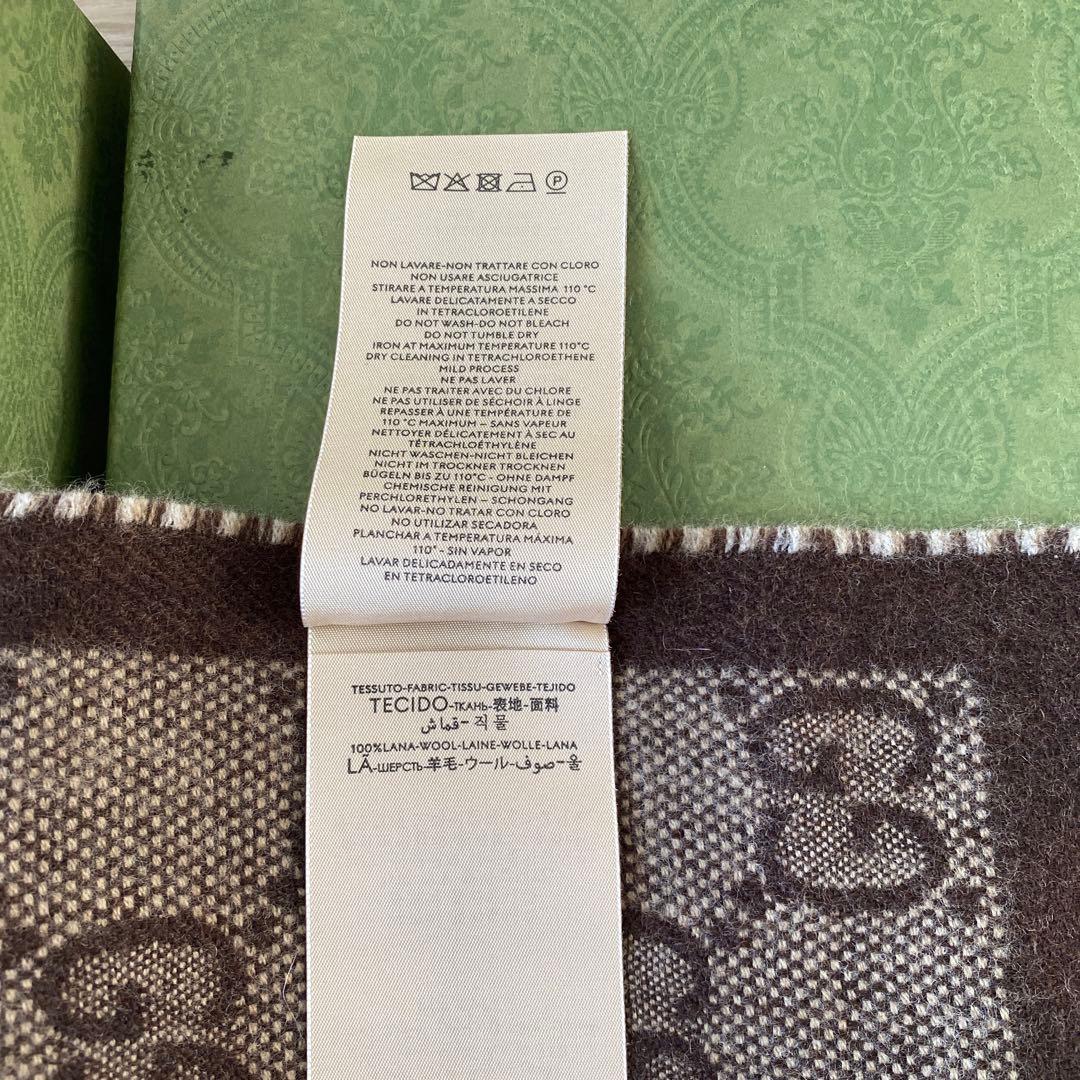 P
NON LAVARE-NON TRATTARE CON CLORO
NON USARE ASCIUGATRICE
STIRARE A TEMPERATURA MASSIMA 110 °C
LAVARE DELICATAMENTE A SECCO
IN TETRACLOROETILENE
DO NOT WASH-DO NOT BLEACH
DO NOT TUMBLE DRY
IRON AT MAXIMUM TEMPERATURE 110°C
DRY CLEANING IN TETRACHLOROETHENE
MILD PROCESS
NE PAS LAVER
NE PAS TRAITER AVEC DU CHLORE
NE PAS UTILISER DE SÉCHOIR À LINGE
REPASSER À UNE TEMPÉRATURE DE
110 °C MAXIMUM – SANS VAPEUR
NETTOYER DÉLICATEMENT À SEC AU
TÉTRACHLOÉTHYLÈNE
NICHT WASCHEN-NICHT BLEICHEN
NICHT IM TROCKNER TROCKNEN
BÜGELN BIS ZU 110°C - OHNE DAMPF
CHEMISCHE REINIGUNG MIT
PERCHLORETHYLEN – SCHONGANG
NO LAVAR-NO TRATAR CON CLORO
NO UTILIZAR SECADORA
PLANCHAR A TEMPERATURA MÁXIMA
110° - SIN VAPOR
LAVAR DELICADAMENTE EN SECO
EN TETRACLOROETILENO
TESSUTO-FABRIC-TISSU-GEWEBE-TEJIDO
TECIDO-ТКАНЬ-表地-面料
قماش-직물
100%LANA-WOOL-LAINE-WOLLE-LANA
LÃ-ШЕРСТЬ-羊毛-ウール-صوف-울